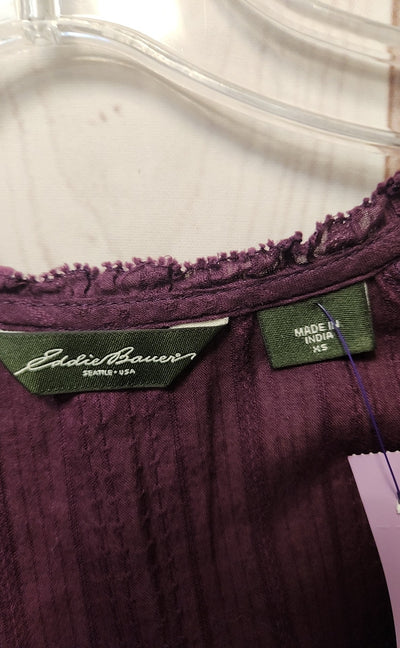 Eddie Bauer
SEATTLE • USA
MADE IN
INDIA
XS